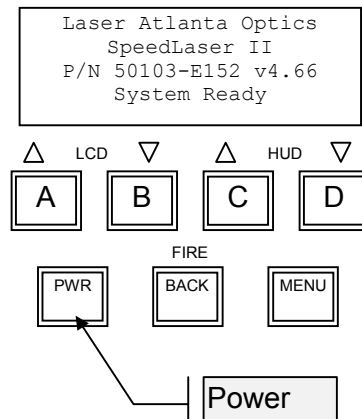 Laser Atlanta Optics
SpeedLaser II
P/N 50103-E152 v4.66
System Ready
LCD HUD
A B C D
FIRE
PWR BACK MENU
Power